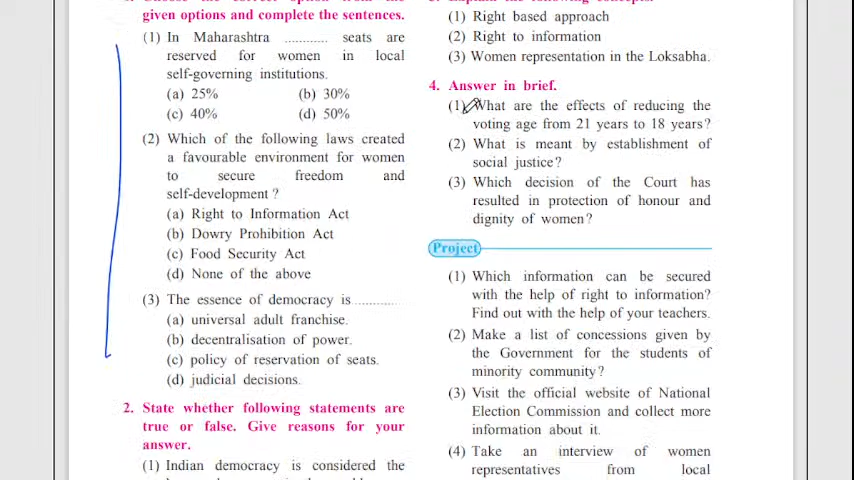 given options and complete the sentences.
(1) In Maharashtra ............ seats are
reserved for women in local
self-governing institutions.
(a) 25% (b) 30%
(c) 40% (d) 50%
(2) Which of the following laws created
a favourable environment for women
to secure freedom and
self-development ?
(a) Right to Information Act
(b) Dowry Prohibition Act
(c) Food Security Act
(d) None of the above
(3) The essence of democracy is............
(a) universal adult franchise.
(b) decentralisation of power.
(c) policy of reservation of seats.
(d) judicial decisions.
2. State whether following statements are
true or false. Give reasons for your
answer.
(1) Indian democracy is considered the
(1) Right based approach
(2) Right to information
(3) Women representation in the Loksabha.
4. Answer in brief.
(1) What are the effects of reducing the
voting age from 21 years to 18 years?
(2) What is meant by establishment of
social justice?
(3) Which decision of the Court has
resulted in protection of honour and
dignity of women?
Project
(1) Which information can be secured
with the help of right to information?
Find out with the help of your teachers.
(2) Make a list of concessions given by
the Government for the students of
minority community?
(3) Visit the official website of National
Election Commission and collect more
information about it.
(4) Take an interview of women
representatives from local